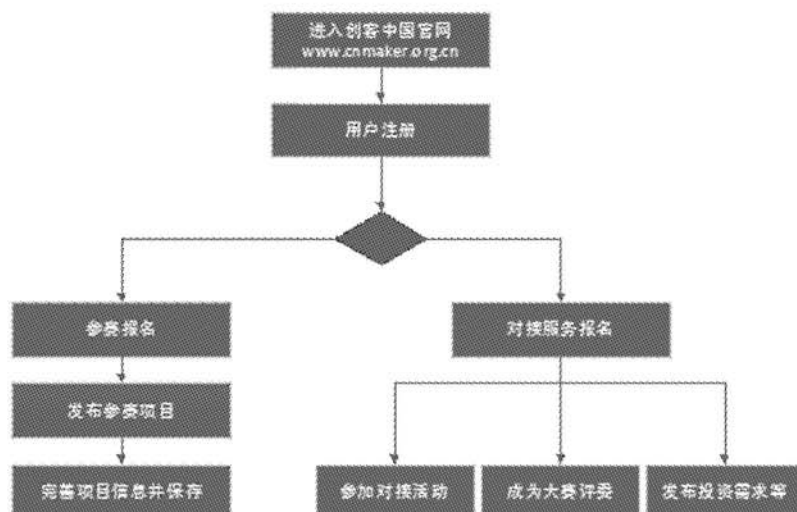 进入创客中国官网
www.cnmaker.org.cn
用户注册
参赛报名
对接服务报名
发布参赛项目
完善项目信息并保存
参加对接活动
成为大赛评委
发布投资需求等